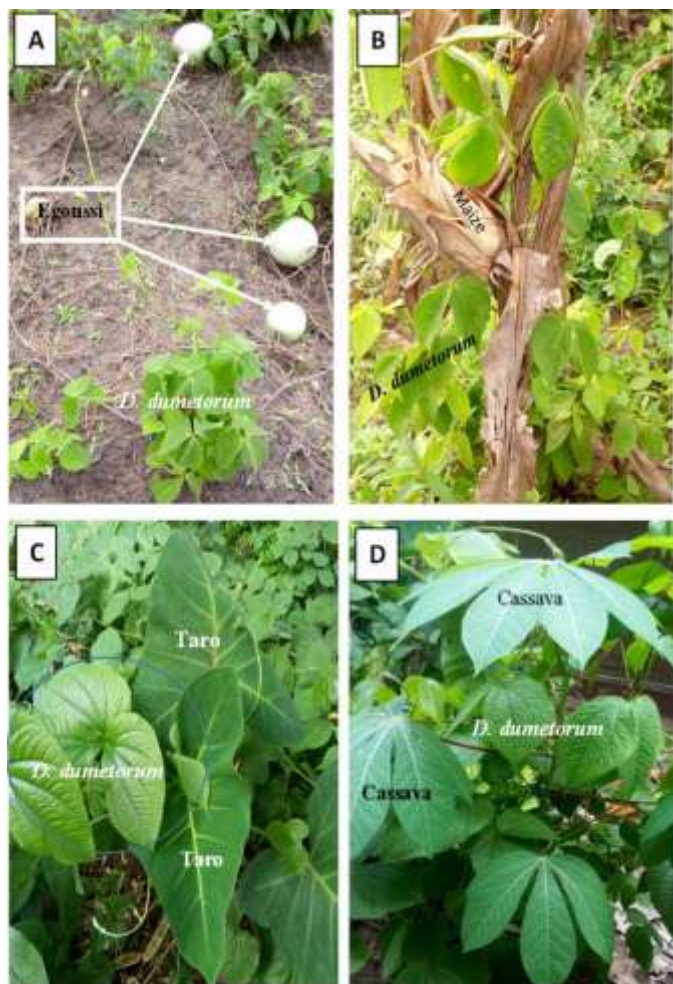 A
Egoussi
D. dumetorum
B
Maize
D. dumetorum
C
Taro
D. dumetorum
Taro
D
Cassava
D. dumetorum
Cassava